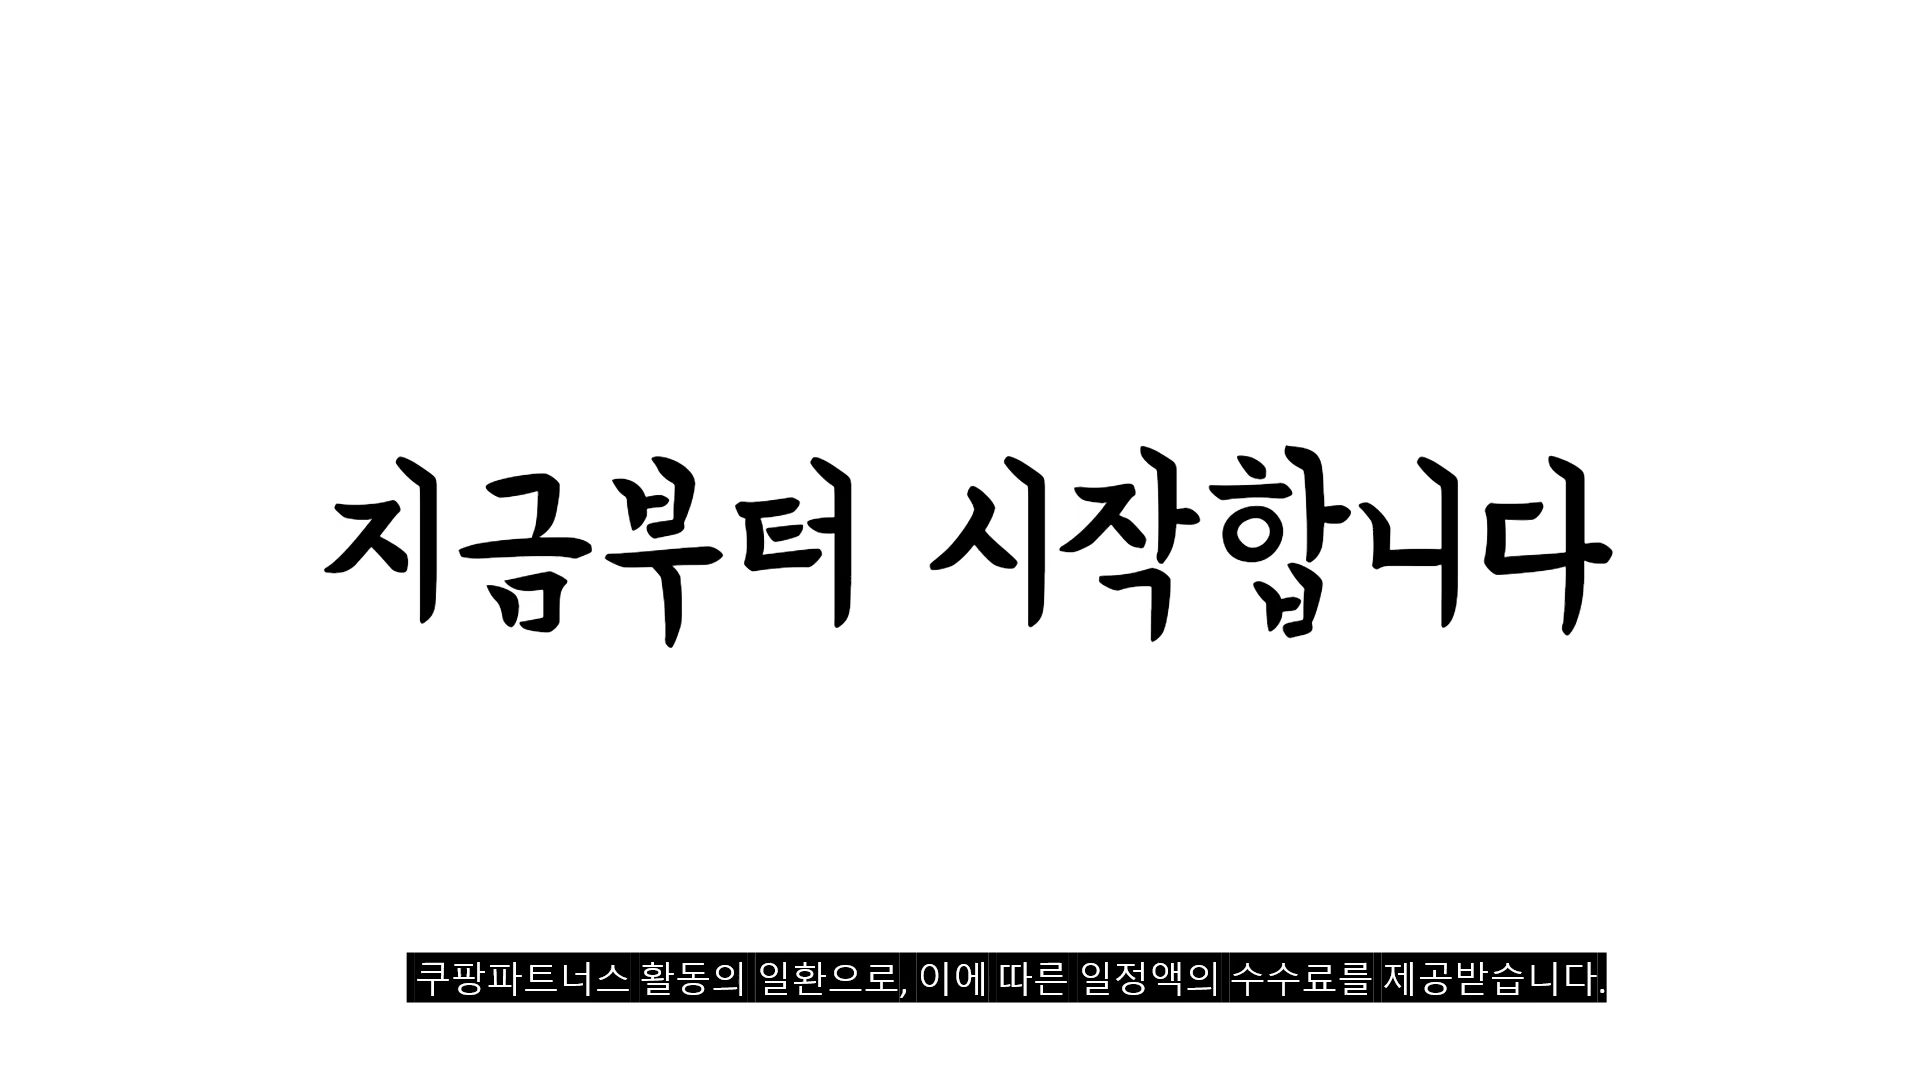 지금부터 시작합니다
쿠팡파트너스 활동의 일환으로, 이에 따른 일정액의 수수료를 제공받습니다.